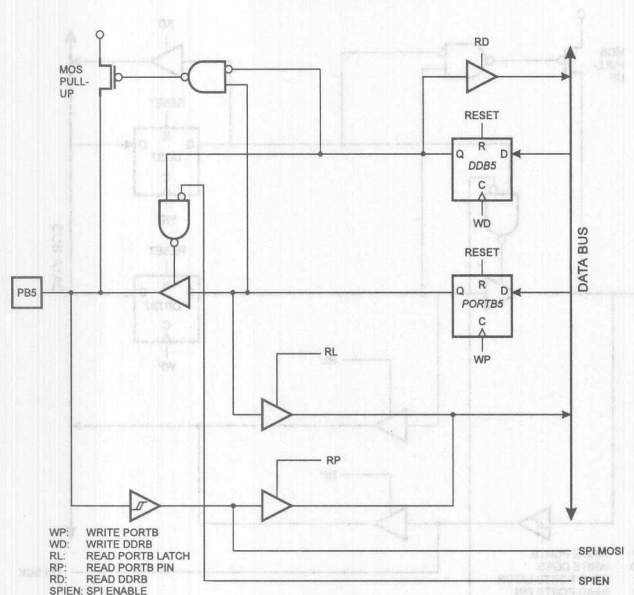 RD
MOS
PULL-
UP
RESET
R
Q
D
DDB5
C
WD
RESET
PB5
R
Q
D
PORTB5
C
WP
DATA BUS
RL
RP
WP: WRITE PORTB
WD: WRITE DDRB
RL: READ PORTB LATCH
RP: READ PORTB PIN
RD: READ DDRB
SPIEN: SPI ENABLE
SPI MOSI
SPIEN